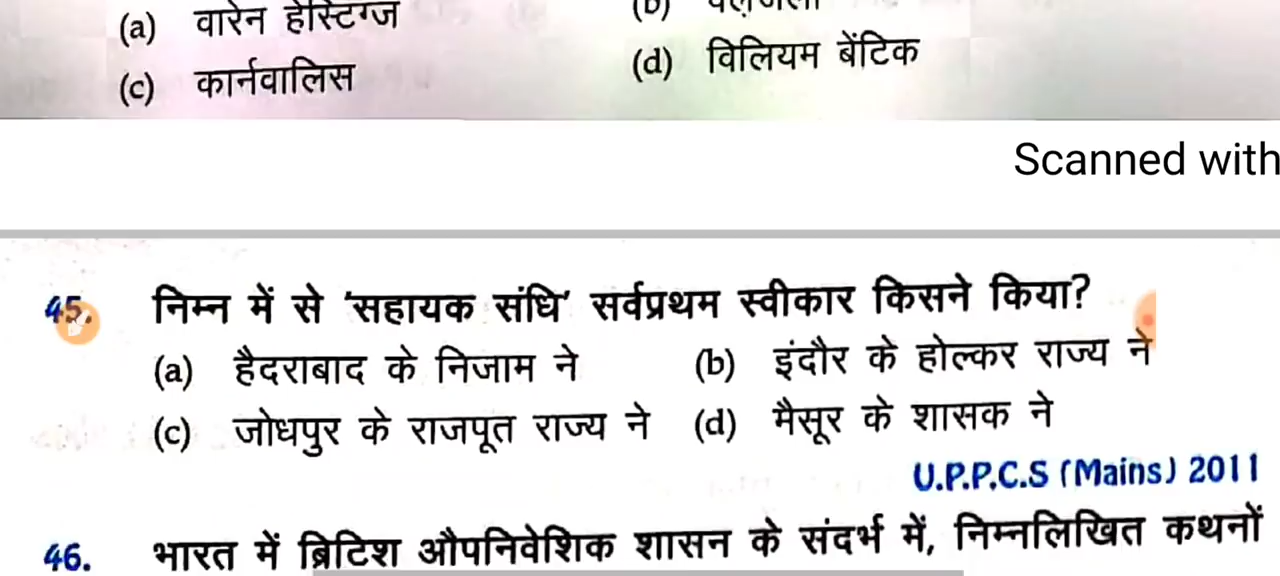 (a) वारेन हेस्टिंग्ज (b)
(c) कार्नवालिस (d) विलियम बेंटिक
Scanned with
45. निम्न में से 'सहायक संधि' सर्वप्रथम स्वीकार किसने किया?
(a) हैदराबाद के निजाम ने (b) इंदौर के होल्कर राज्य ने
(c) जोधपुर के राजपूत राज्य ने (d) मैसूर के शासक ने
U.P.P.C.S (Mains) 2011
46. भारत में ब्रिटिश औपनिवेशिक शासन के संदर्भ में, निम्नलिखित कथनों